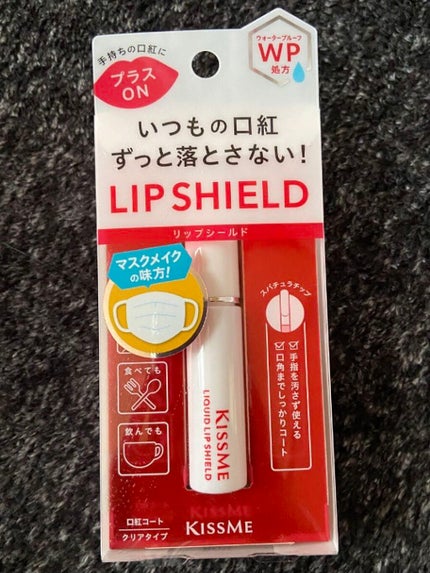 手持ちの口紅に
プラス
ON
ウォータープルーフ
WP
処方
いつもの口紅
ずっと落とさない!
LIP SHIELD
リップシールド
マスクメイク
の味方!
食べても
飲んでも
KISSME
LIQUID LIP SHIELD
スパチュラチップ
手指を汚さず使える
口角までしっかりコート
口紅コート
クリアタイプ
KISSME
KISSME